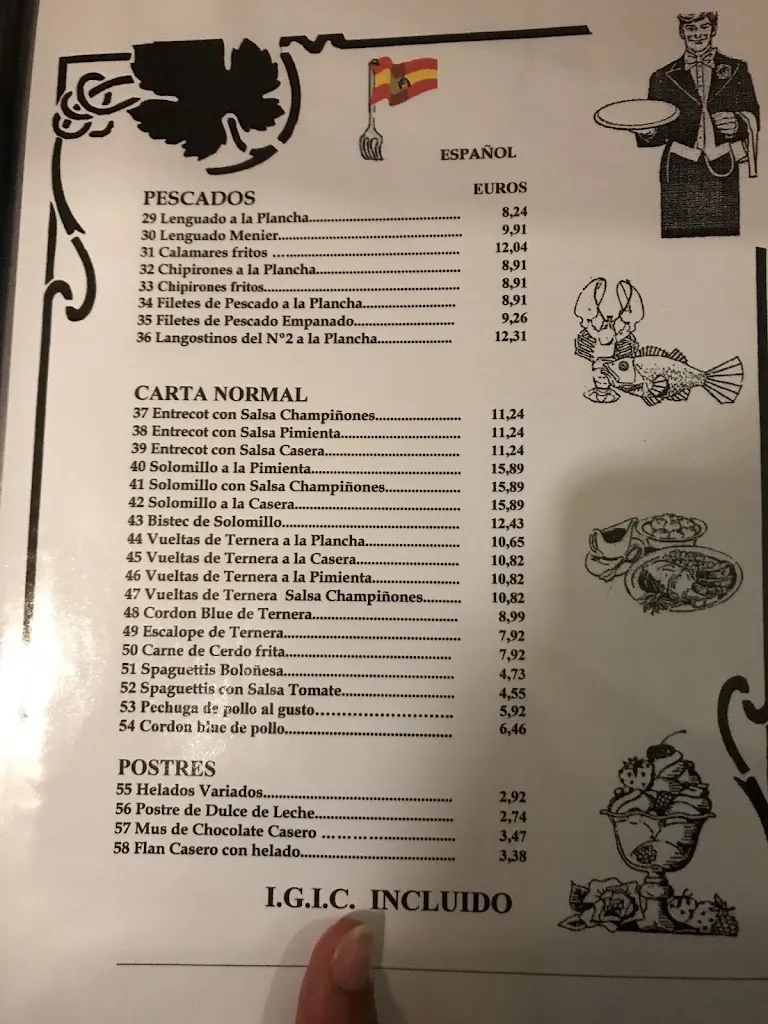 ESPAÑOL
PESCADOS EUROS
29 Lenguado a la Plancha........................................ 8,24
30 Lenguado Menier................................................ 9,91
31 Calamares fritos ................................................ 12,04
32 Chipirones a la Plancha...................................... 8,91
33 Chipirones fritos.................................................. 8,91
34 Filetes de Pescado a la Plancha........................ 8,91
35 Filetes de Pescado Empanado.......................... 9,26
36 Langostinos del Nº2 a la Plancha.................... 12,31
CARTA NORMAL
37 Entrecot con Salsa Champiñones...................... 11,24
38 Entrecot con Salsa Pimienta............................... 11,24
39 Entrecot con Salsa Casera................................... 11,24
40 Solomillo a la Pimienta....................................... 15,89
41 Solomillo con Salsa Champiñones................... 15,89
42 Solomillo a la Casera........................................... 15,89
43 Bistec de Solomillo.............................................. 12,43
44 Vueltas de Ternera a la Plancha........................ 10,65
45 Vueltas de Ternera a la Casera.......................... 10,82
46 Vueltas de Ternera a la Pimienta...................... 10,82
47 Vueltas de Ternera Salsa Champiñones.......... 10,82
48 Cordon Blue de Ternera..................................... 8,99
49 Escalope de Ternera............................................ 7,92
50 Carne de Cerdo frita........................................... 7,92
51 Spaguettis Boloñesa............................................ 4,73
52 Spaguettis con Salsa Tomate............................. 4,55
53 Pechuga de pollo al gusto.................................. 5,92
54 Cordon blue de pollo.......................................... 6,46
POSTRES
55 Helados Variados................................................ 2,92
56 Postre de Dulce de Leche................................... 2,74
57 Mus de Chocolate Casero .................................. 3,47
58 Flan Casero con helado....................................... 3,38
I.G.I.C. INCLUIDO